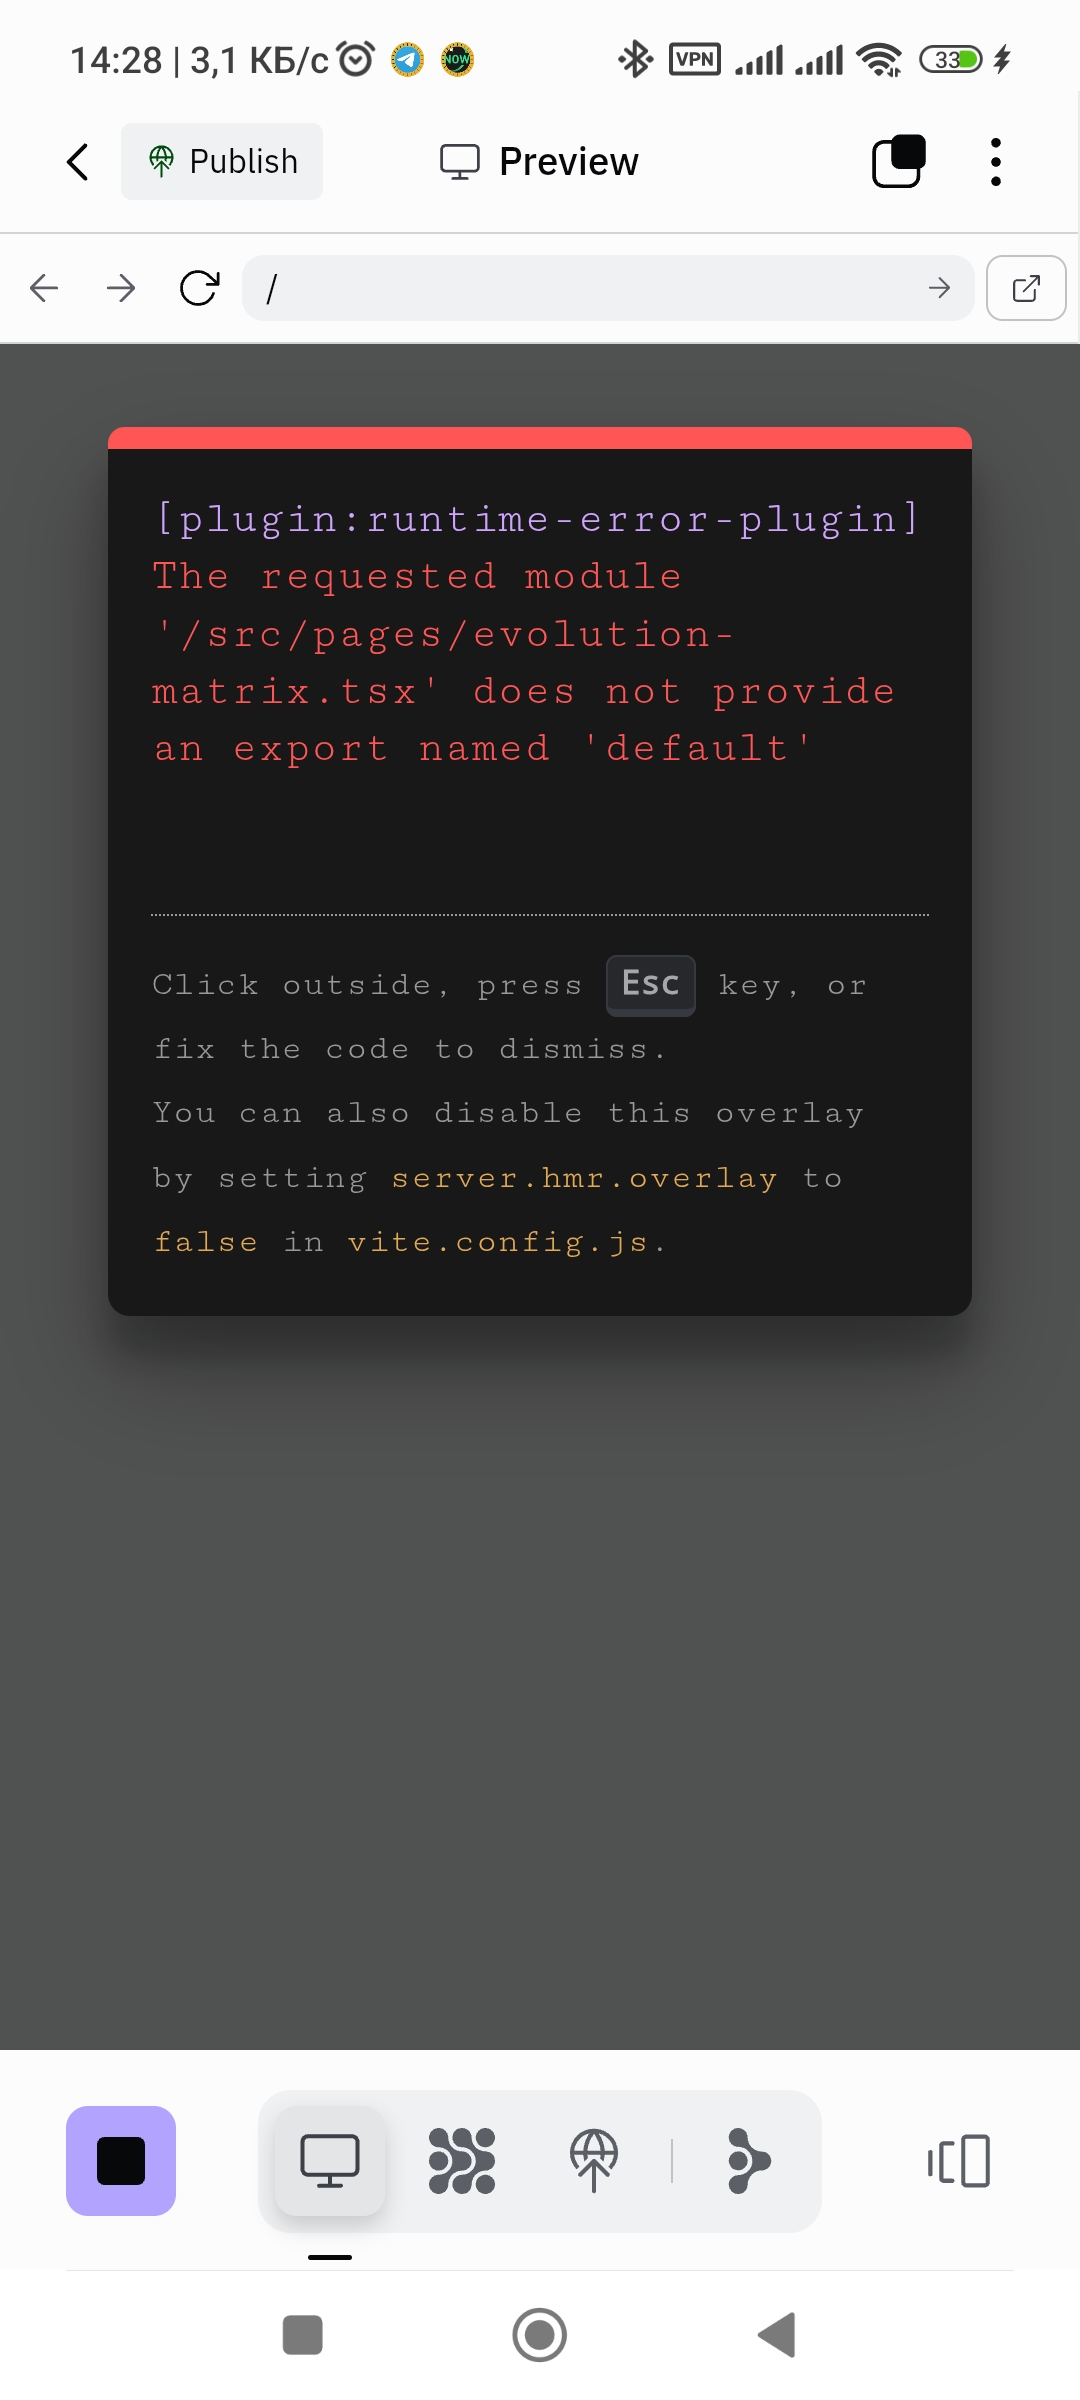 14:28 | 3,1 КБ/с
NOW
VPN
33
Publish
Preview
/
[plugin:runtime-error-plugin]
The requested module
'/src/pages/evolution-
matrix.tsx' does not provide
an export named 'default'
Click outside, press Esc key, or
fix the code to dismiss.
You can also disable this overlay
by setting server.hmr.overlay to
false in vite.config.js.